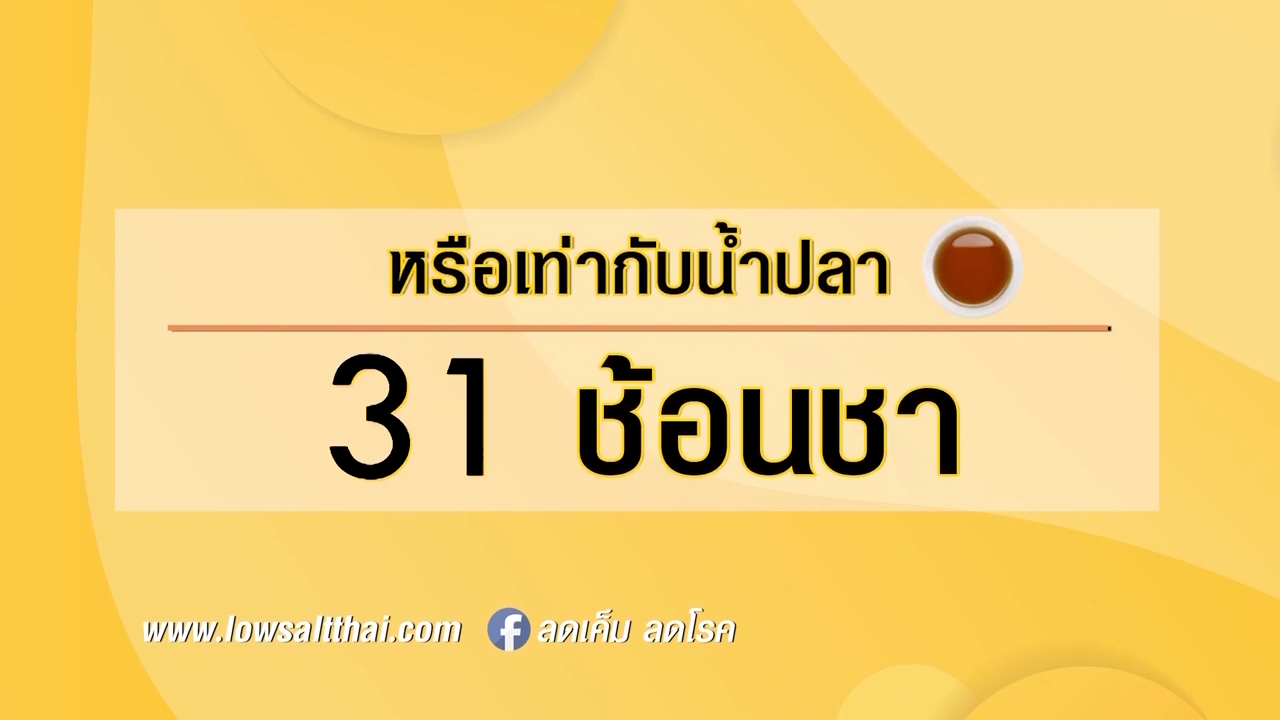 หรือเท่ากับน้ำปลา
31 ช้อนชา
www.lowsaltthai.com f ลดเค็ม ลดโรค